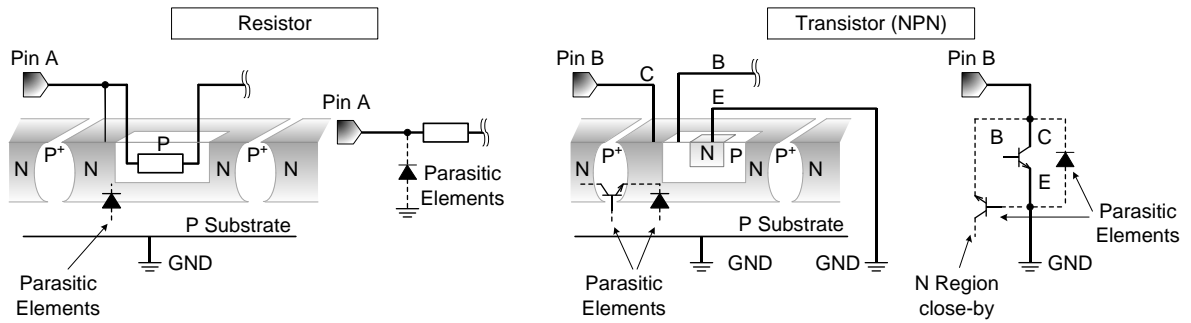 Resistor
Transistor (NPN)
Pin A
Pin B
Pin B
C
B
E
Pin A
P
N
P+
N
N
P+
N
Parasitic
Elements
P Substrate
GND
Parasitic
Elements
N
P+
N
N
P
P+
N
N
P Substrate
GND
GND
Parasitic
Elements
B
C
E
Parasitic
Elements
GND
N Region
close-by